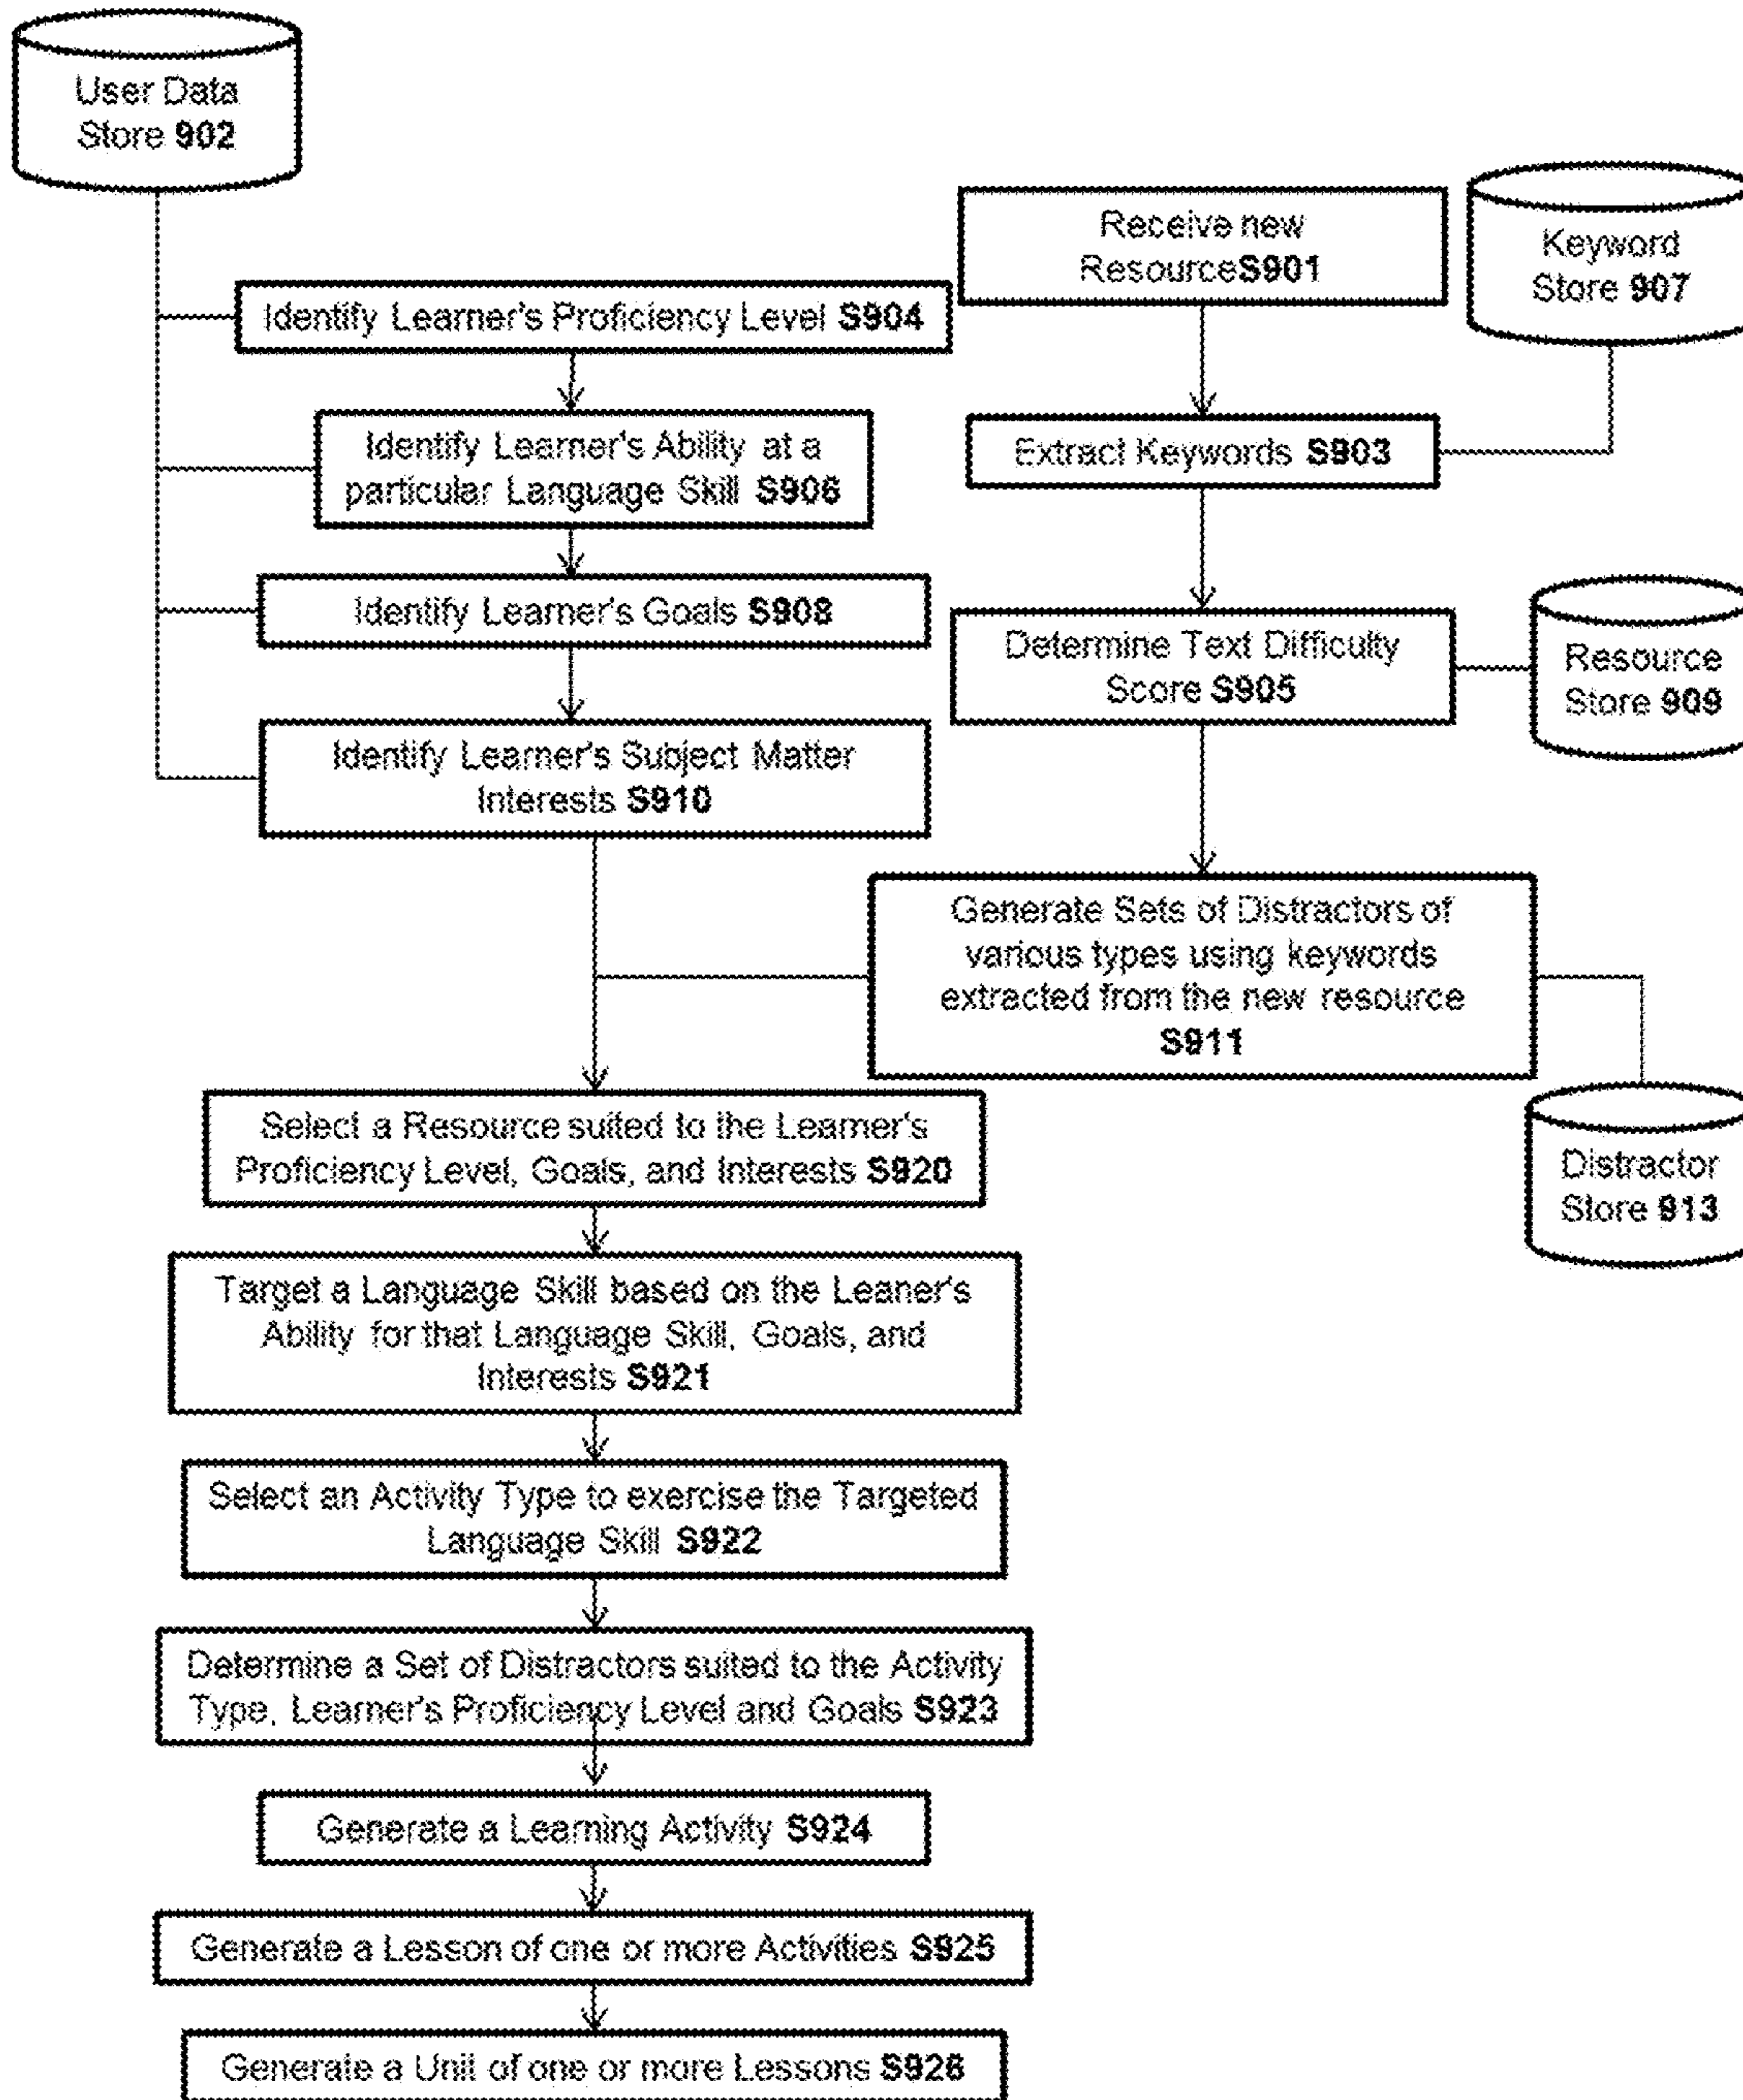 User Data
Store 902
Receive new
ResourceS901
Keyword
Store 907
Identify Learner's Proficiency Level S904
Identify Learner's Ability at a
particular Language Skill S906
Extract Keywords S903
Identify Learner's Goals S908
Determine Text Difficulty
Score S905
Resource
Store 909
Identify Learner's Subject Matter
Interests S910
Generate Sets of Distractors of
various types using keywords
extracted from the new resource
S911
Select a Resource suited to the Learner's
Proficiency Level, Goals, and Interests S920
Distractor
Store 913
Target a Language Skill based on the Leaner's
Ability for that Language Skill, Goals, and
Interests S921
Select an Activity Type to exercise the Targeted
Language Skill S922
Determine a Set of Distractors suited to the Activity
Type, Learner's Proficiency Level and Goals S923
Generate a Learning Activity S924
Generate a Lesson of one or more Activities S925
Generate a Unit of one or more Lessons S926